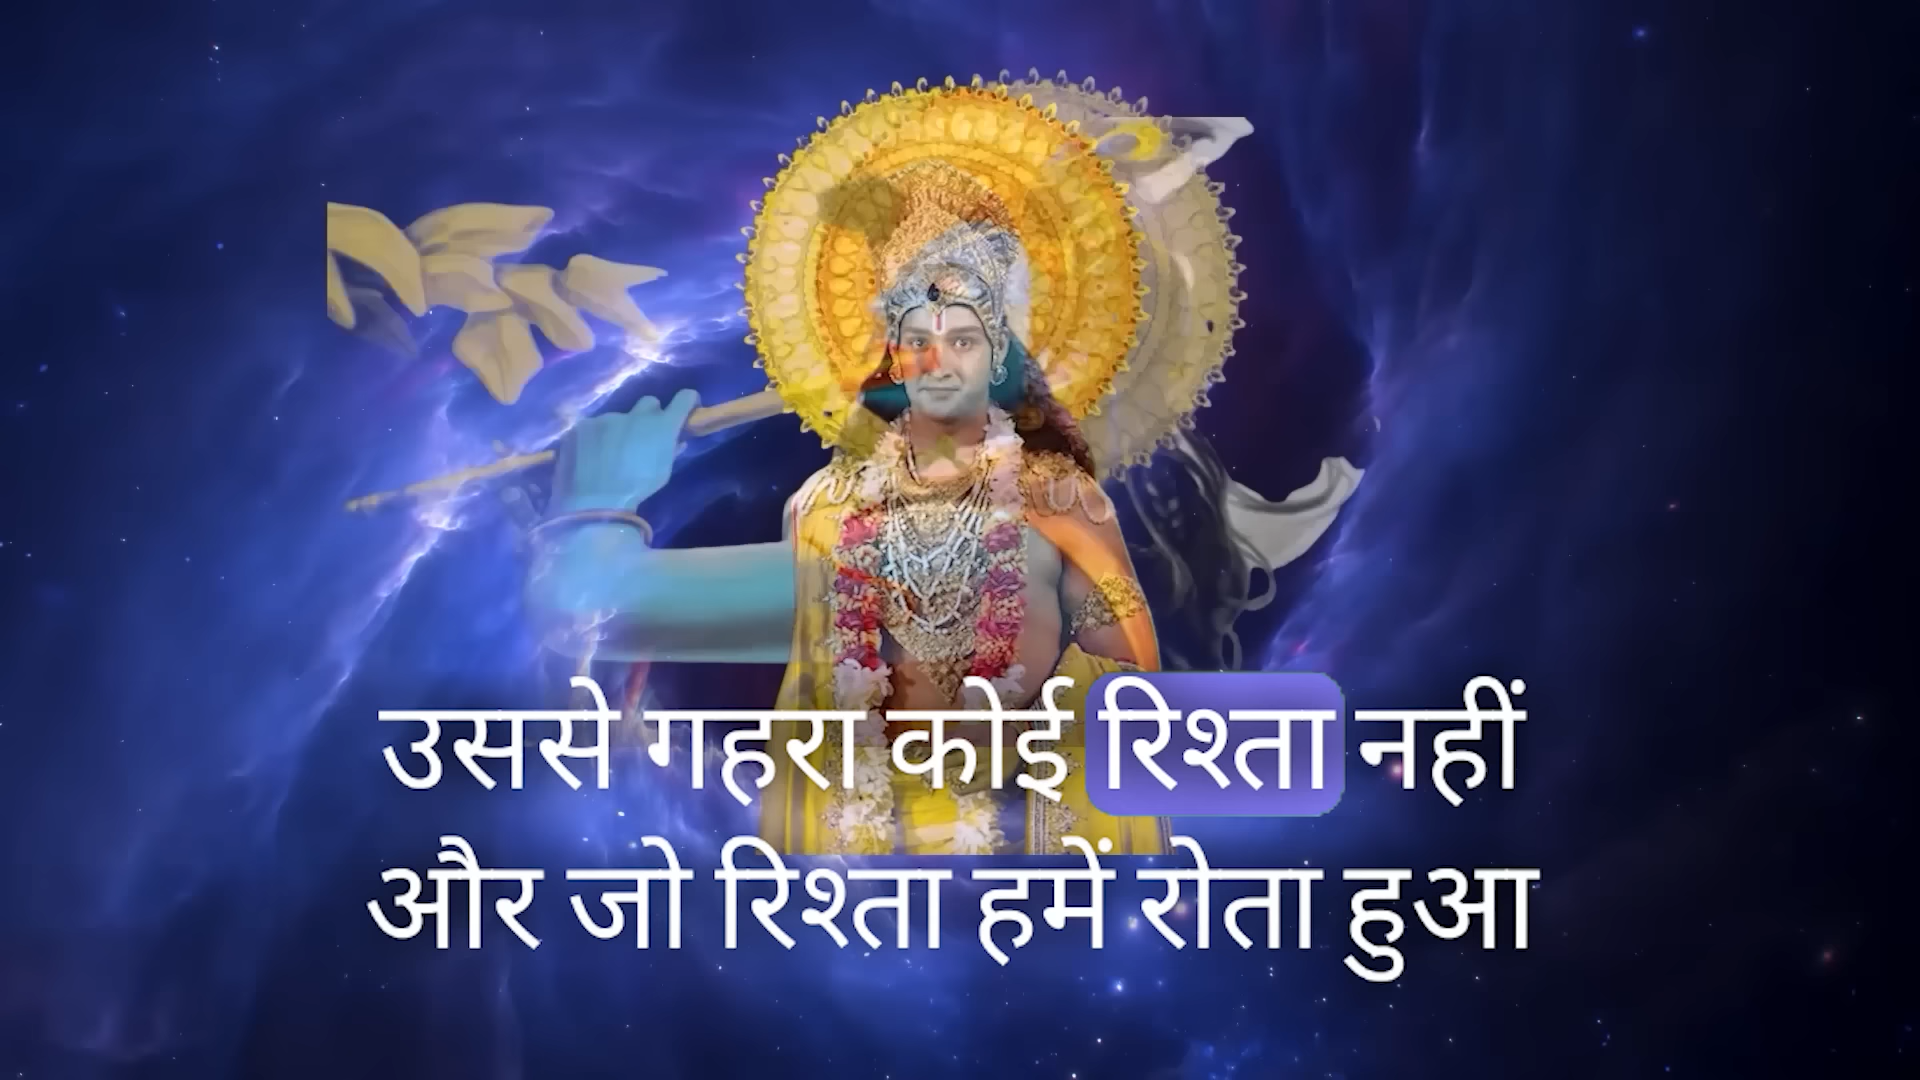 उससे गहरा कोई रिश्ता नहीं
और जो रिश्ता हमें रोता हुआ